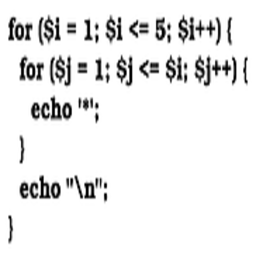 for ($i = 1; $i <= 5; $i++) {
for ($j = 1; $j <= $i; $j++) {
echo '*';
}
echo "\n";
}